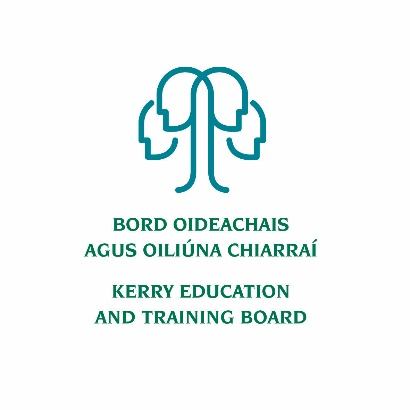 BORD OIDEACHAIS
AGUS OILIÚNA CHIARRAÍ
KERRY EDUCATION
AND TRAINING BOARD